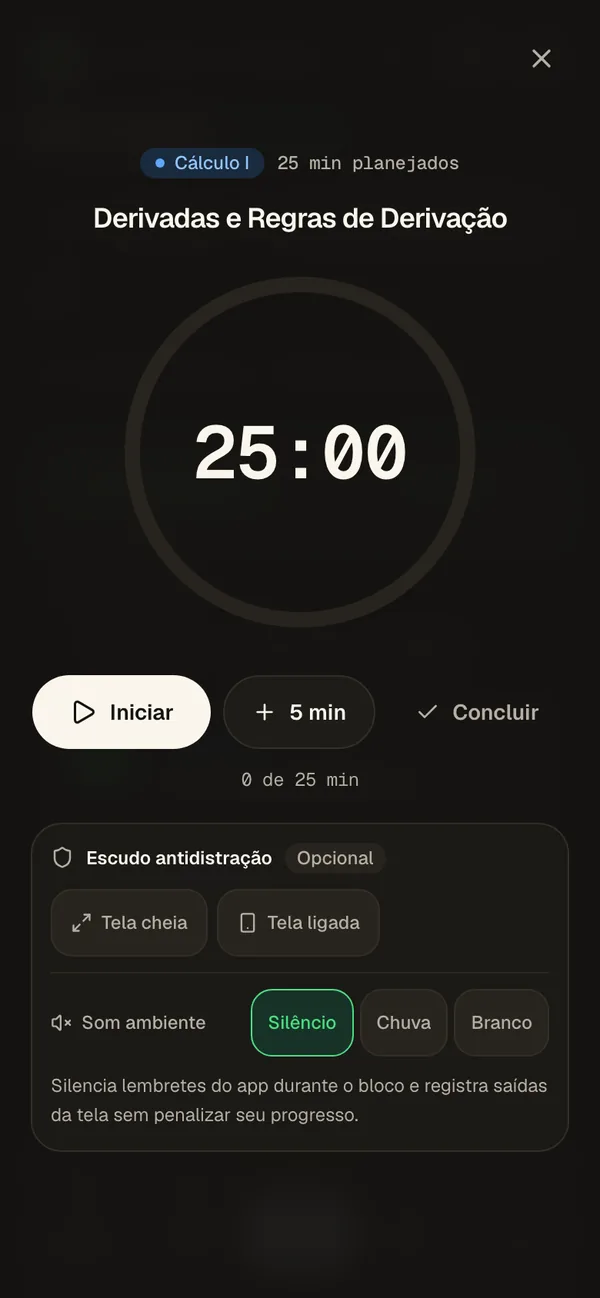 Cálculo I 25 min planejados
Derivadas e Regras de Derivação
25:00
Iniciar 5 min Concluir
0 de 25 min
Escudo antidistração Opcional
Tela cheia Tela ligada
Som ambiente Silêncio Chuva Branco
Silencia lembretes do app durante o bloco e registra saídas
da tela sem penalizar seu progresso.